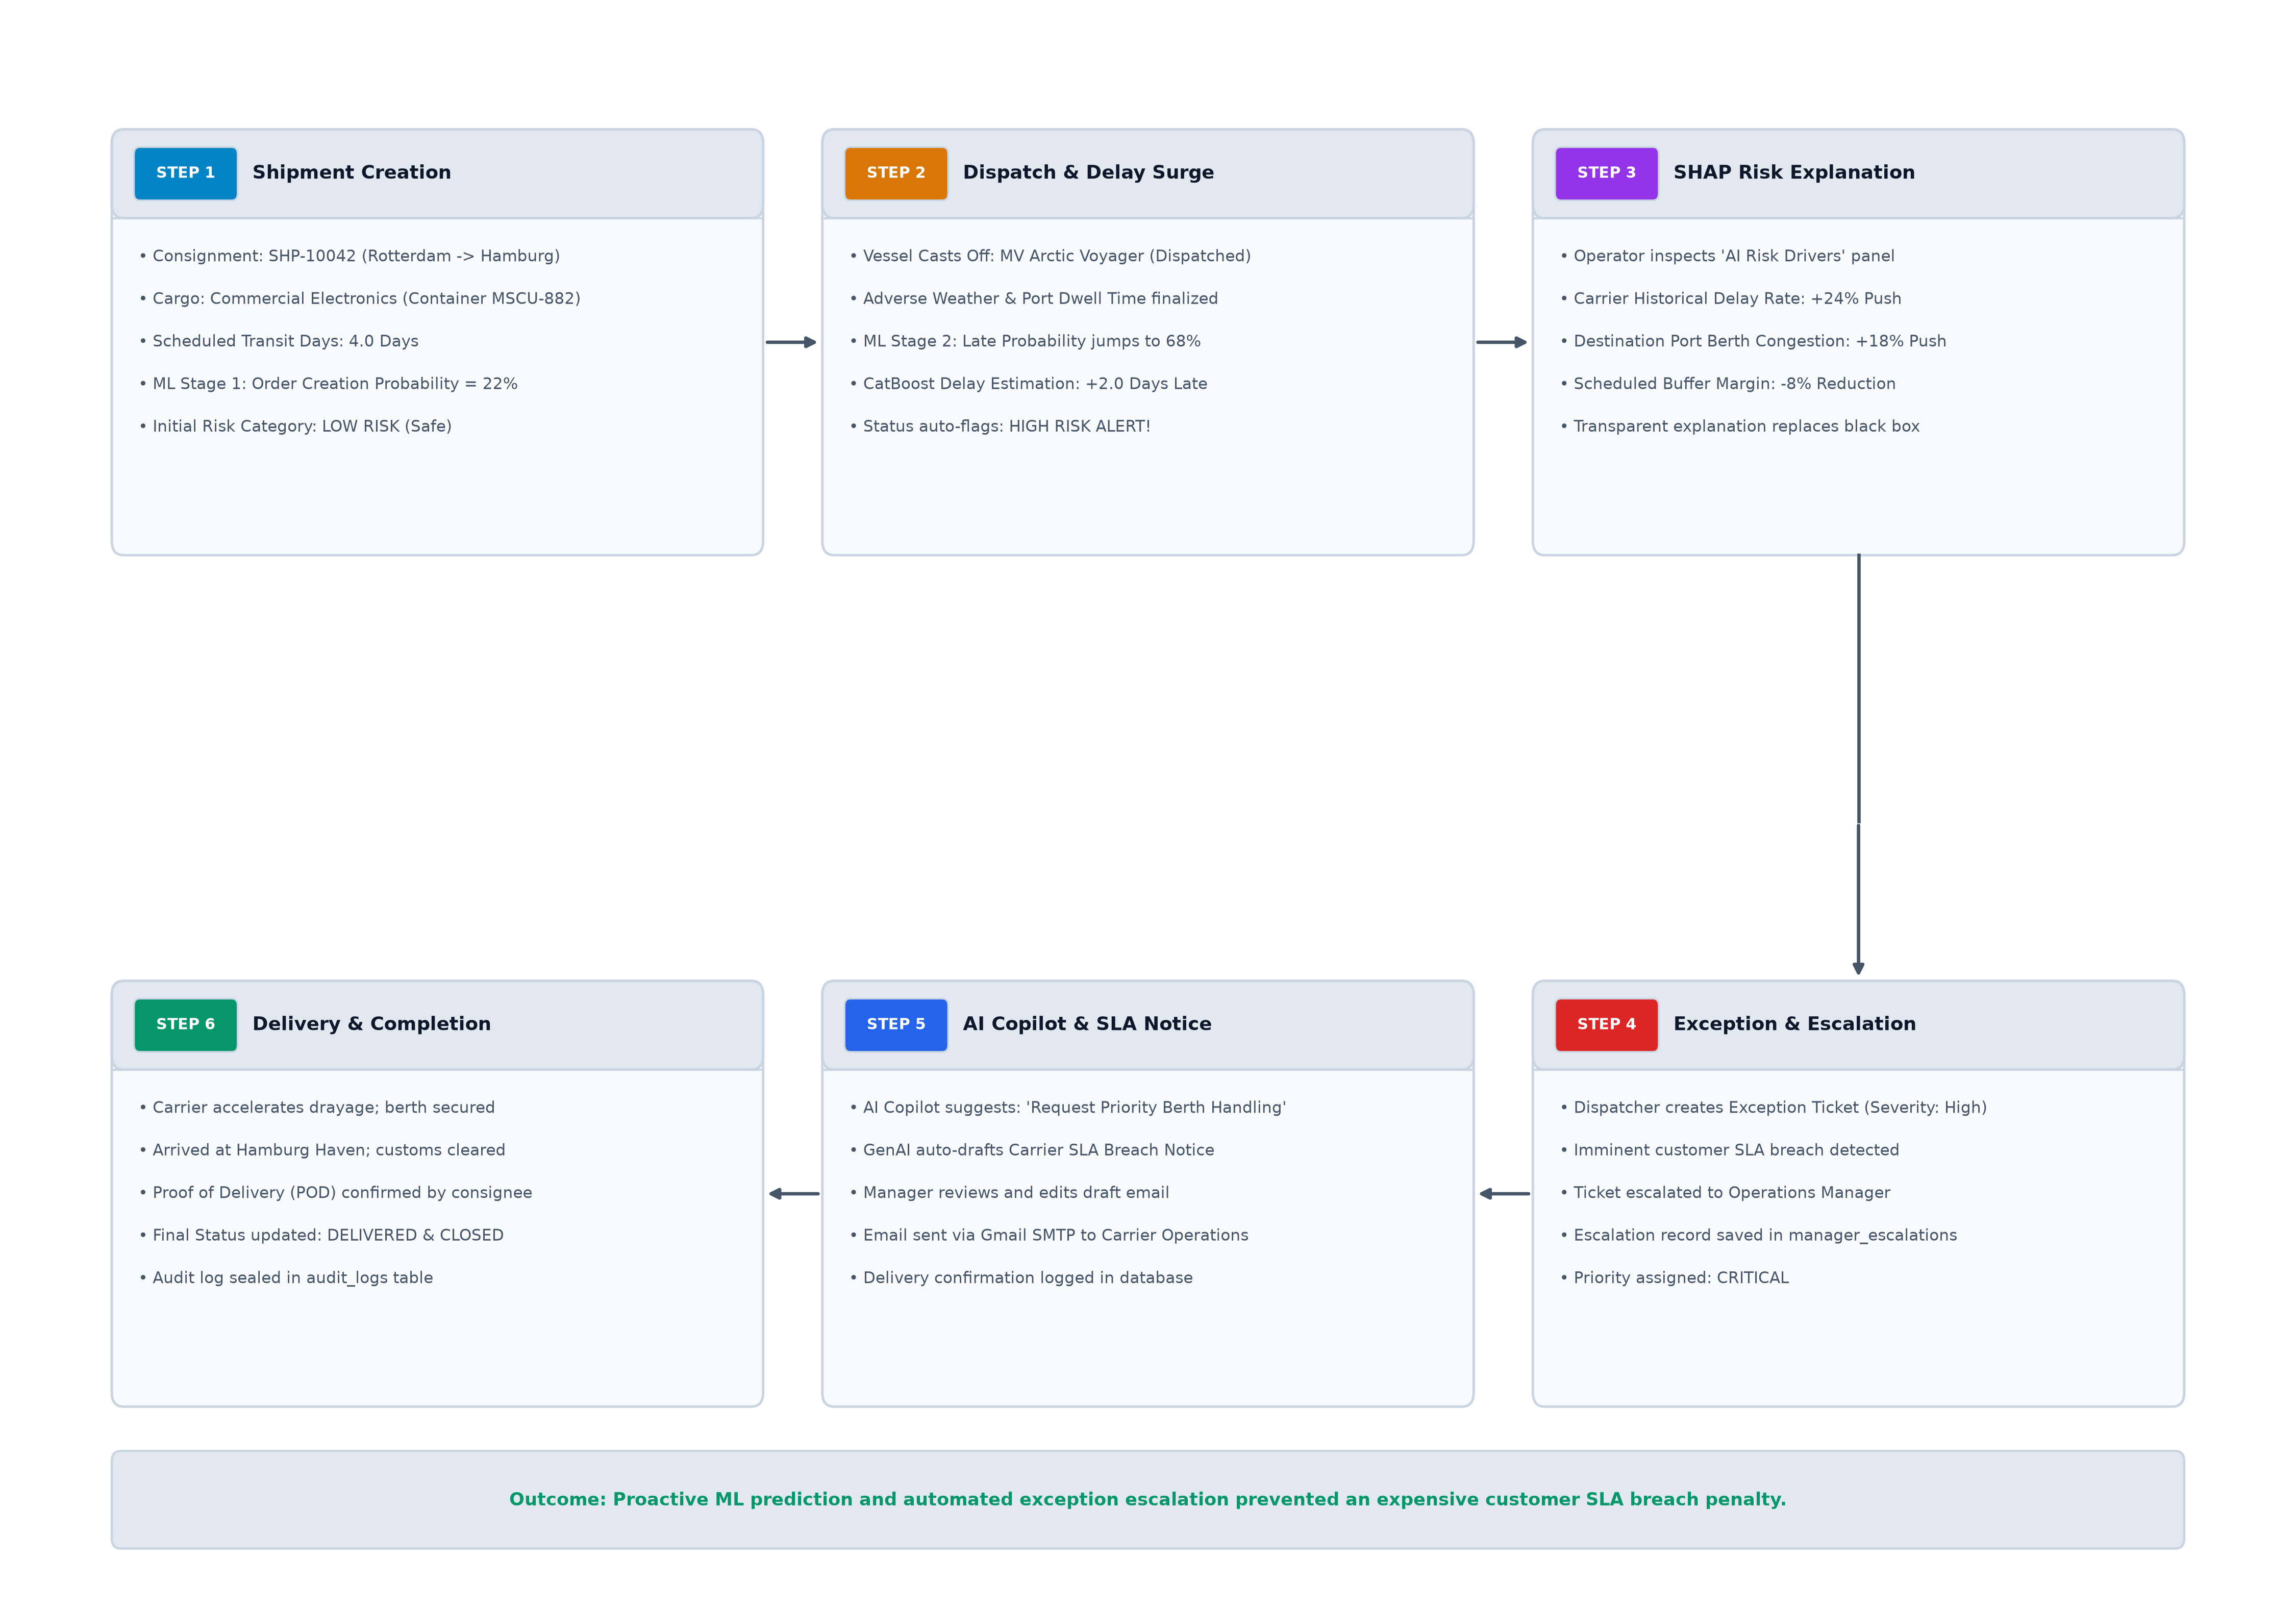 STEP 1
Shipment Creation
• Consignment: SHP-10042 (Rotterdam -> Hamburg)
• Cargo: Commercial Electronics (Container MSCU-882)
• Scheduled Transit Days: 4.0 Days
• ML Stage 1: Order Creation Probability = 22%
• Initial Risk Category: LOW RISK (Safe)
STEP 2
Dispatch & Delay Surge
• Vessel Casts Off: MV Arctic Voyager (Dispatched)
• Adverse Weather & Port Dwell Time finalized
• ML Stage 2: Late Probability jumps to 68%
• CatBoost Delay Estimation: +2.0 Days Late
• Status auto-flags: HIGH RISK ALERT!
STEP 3
SHAP Risk Explanation
• Operator inspects 'AI Risk Drivers' panel
• Carrier Historical Delay Rate: +24% Push
• Destination Port Berth Congestion: +18% Push
• Scheduled Buffer Margin: -8% Reduction
• Transparent explanation replaces black box
STEP 4
Exception & Escalation
• Dispatcher creates Exception Ticket (Severity: High)
• Imminent customer SLA breach detected
• Ticket escalated to Operations Manager
• Escalation record saved in manager_escalations
• Priority assigned: CRITICAL
STEP 5
AI Copilot & SLA Notice
• AI Copilot suggests: 'Request Priority Berth Handling'
• GenAI auto-drafts Carrier SLA Breach Notice
• Manager reviews and edits draft email
• Email sent via Gmail SMTP to Carrier Operations
• Delivery confirmation logged in database
STEP 6
Delivery & Completion
• Carrier accelerates drayage; berth secured
• Arrived at Hamburg Haven; customs cleared
• Proof of Delivery (POD) confirmed by consignee
• Final Status updated: DELIVERED & CLOSED
• Audit log sealed in audit_logs table
Outcome: Proactive ML prediction and automated exception escalation prevented an expensive customer SLA breach penalty.